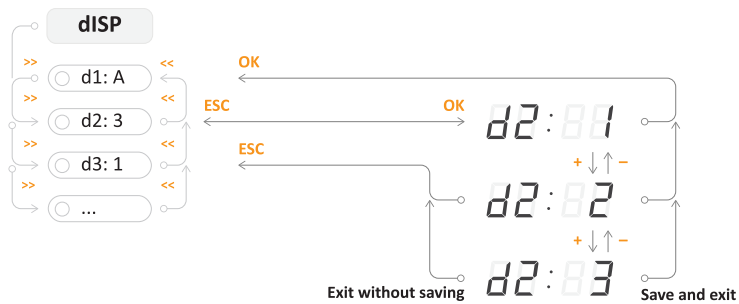 dISP
>> <<
d1: A
>> <<
d2: 3
>> <<
d3: 1
>> <<
...
OK
ESC OK
ESC
d2: 1
+ −
d2: 2
+ −
d2: 3
Exit without saving
Save and exit